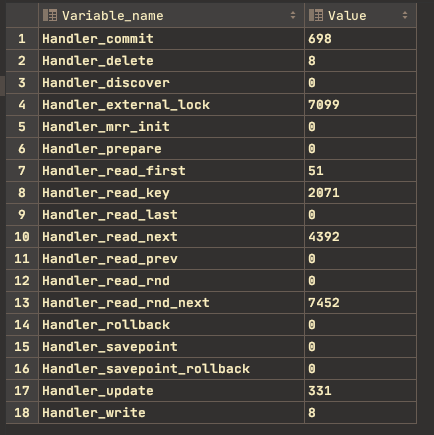 Variable_name Value
1 Handler_commit 698
2 Handler_delete 8
3 Handler_discover 0
4 Handler_external_lock 7099
5 Handler_mrr_init 0
6 Handler_prepare 0
7 Handler_read_first 51
8 Handler_read_key 2071
9 Handler_read_last 0
10 Handler_read_next 4392
11 Handler_read_prev 0
12 Handler_read_rnd 0
13 Handler_read_rnd_next 7452
14 Handler_rollback 0
15 Handler_savepoint 0
16 Handler_savepoint_rollback 0
17 Handler_update 331
18 Handler_write 8